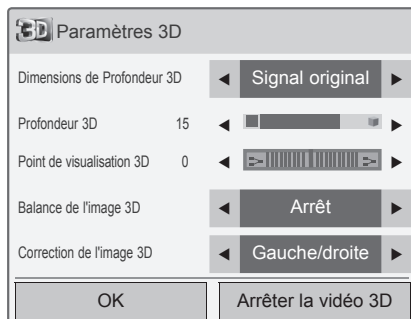 3D Paramètres 3D
Dimensions de Profondeur 3D Signal original
Profondeur 3D 15
Point de visualisation 3D 0
Balance de l'image 3D Arrêt
Correction de l'image 3D Gauche/droite
OK Arrêter la vidéo 3D